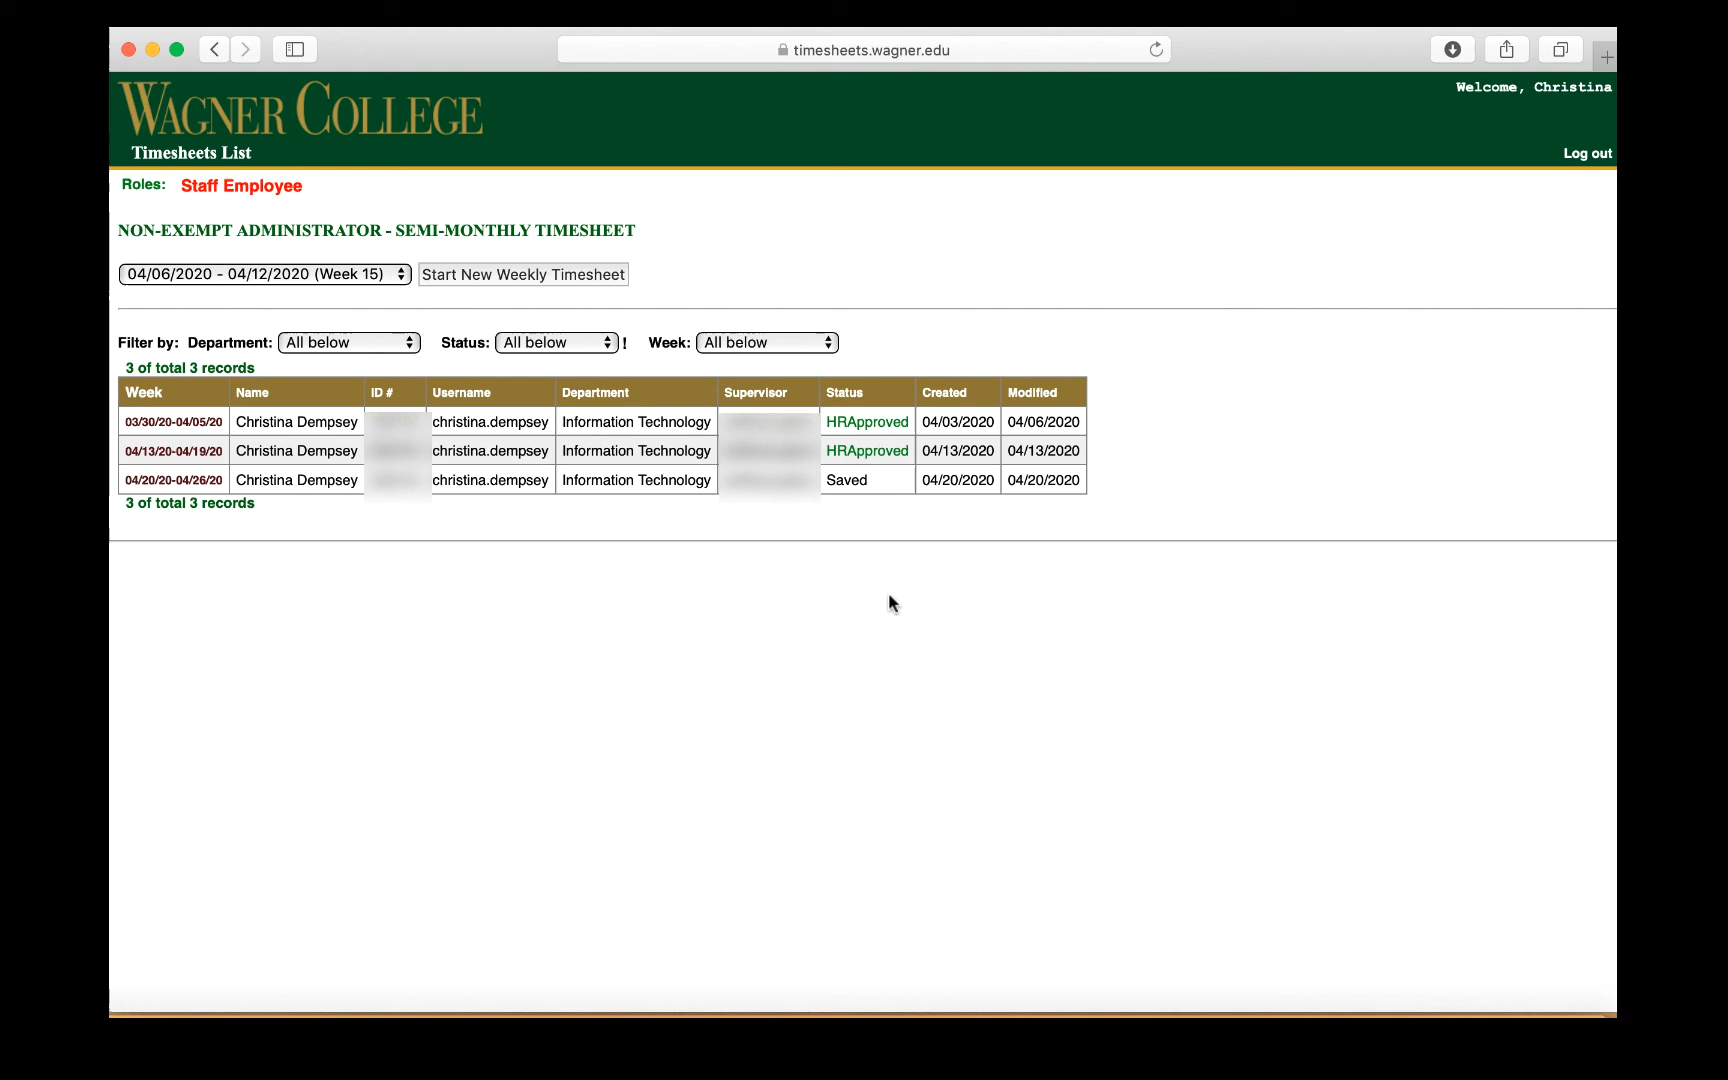 timesheets.wagner.edu
WAGNER COLLEGE
Welcome, Christina
Timesheets List
Log out
Roles: Staff Employee
NON-EXEMPT ADMINISTRATOR - SEMI-MONTHLY TIMESHEET
04/06/2020 - 04/12/2020 (Week 15) Start New Weekly Timesheet
Filter by: Department: All below Status: All below ! Week: All below
3 of total 3 records
Week Name ID # Username Department Supervisor Status Created Modified
03/30/20-04/05/20 Christina Dempsey christina.dempsey Information Technology HRApproved 04/03/2020 04/06/2020
04/13/20-04/19/20 Christina Dempsey christina.dempsey Information Technology HRApproved 04/13/2020 04/13/2020
04/20/20-04/26/20 Christina Dempsey christina.dempsey Information Technology Saved 04/20/2020 04/20/2020
3 of total 3 records